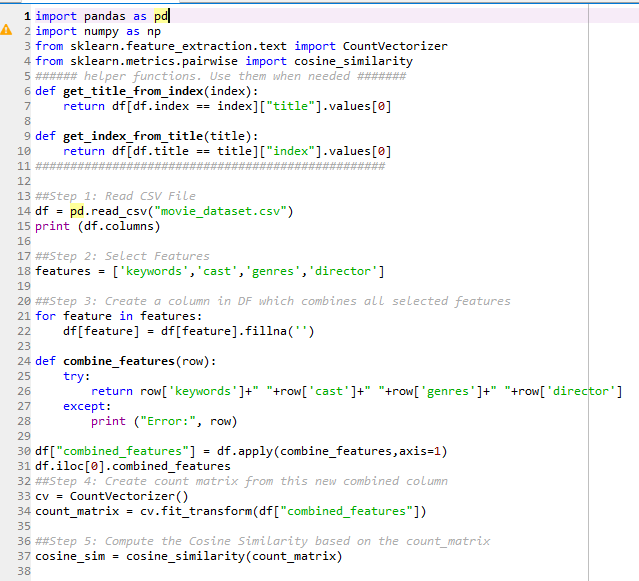 1 import pandas as pd
2 import numpy as np
3 from sklearn.feature_extraction.text import CountVectorizer
4 from sklearn.metrics.pairwise import cosine_similarity
5 ###### helper functions. Use them when needed #######
6 def get_title_from_index(index):
7     return df[df.index == index]["title"].values[0]
8
9 def get_index_from_title(title):
10     return df[df.title == title]["index"].values[0]
11 ##################################################
12
13 ##Step 1: Read CSV File
14 df = pd.read_csv("movie_dataset.csv")
15 print (df.columns)
16
17 ##Step 2: Select Features
18 features = ['keywords','cast','genres','director']
19
20 ##Step 3: Create a column in DF which combines all selected features
21 for feature in features:
22     df[feature] = df[feature].fillna('')
23
24 def combine_features(row):
25     try:
26         return row['keywords']+" "+row['cast']+" "+row['genres']+" "+row['director']
27     except:
28         print ("Error:", row)
29
30 df["combined_features"] = df.apply(combine_features,axis=1)
31 df.iloc[0].combined_features
32 ##Step 4: Create count matrix from this new combined column
33 cv = CountVectorizer()
34 count_matrix = cv.fit_transform(df["combined_features"])
35
36 ##Step 5: Compute the Cosine Similarity based on the count_matrix
37 cosine_sim = cosine_similarity(count_matrix)
38